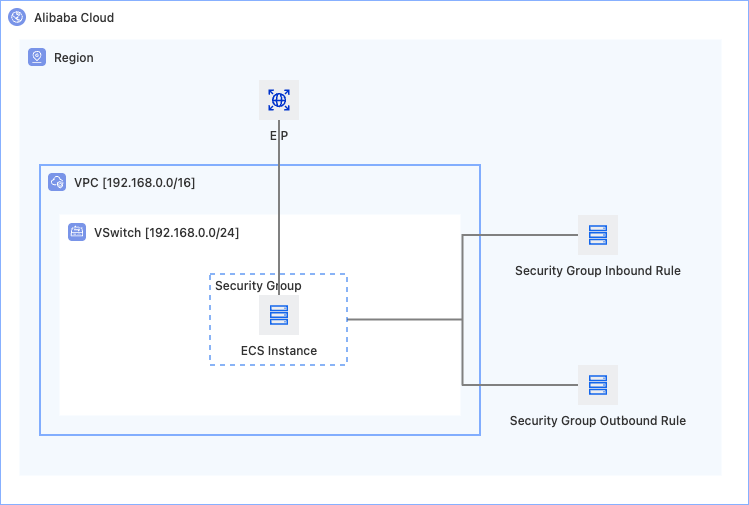 Alibaba Cloud
Region
EIP
VPC [192.168.0.0/16]
VSwitch [192.168.0.0/24]
Security Group
ECS Instance
Security Group Inbound Rule
Security Group Outbound Rule